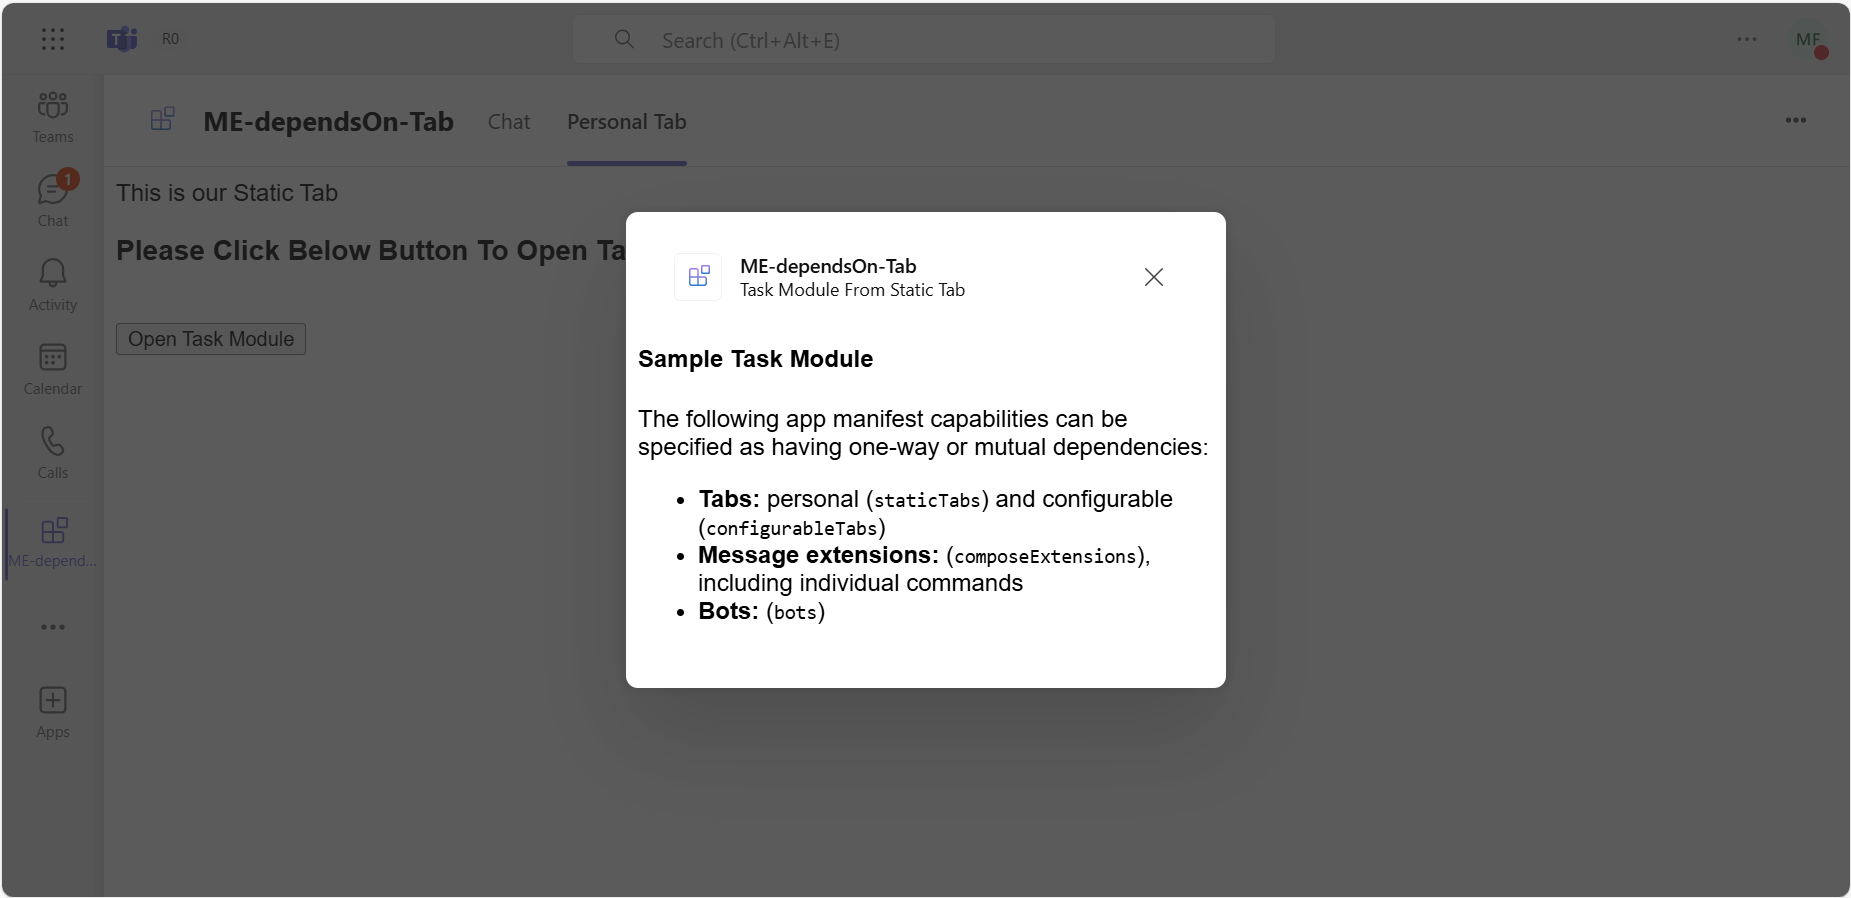 R0
Search (Ctrl+Alt+E)
MF
Teams
1
Chat
Activity
Calendar
Calls
ME-depend...
Apps
ME-dependsOn-Tab Chat Personal Tab
This is our Static Tab
Please Click Below Button To Open Ta
Open Task Module
ME-dependsOn-Tab
Task Module From Static Tab
Sample Task Module
The following app manifest capabilities can be
specified as having one-way or mutual dependencies:
• Tabs: personal (staticTabs) and configurable
(configurableTabs)
• Message extensions: (composeExtensions),
including individual commands
• Bots: (bots)